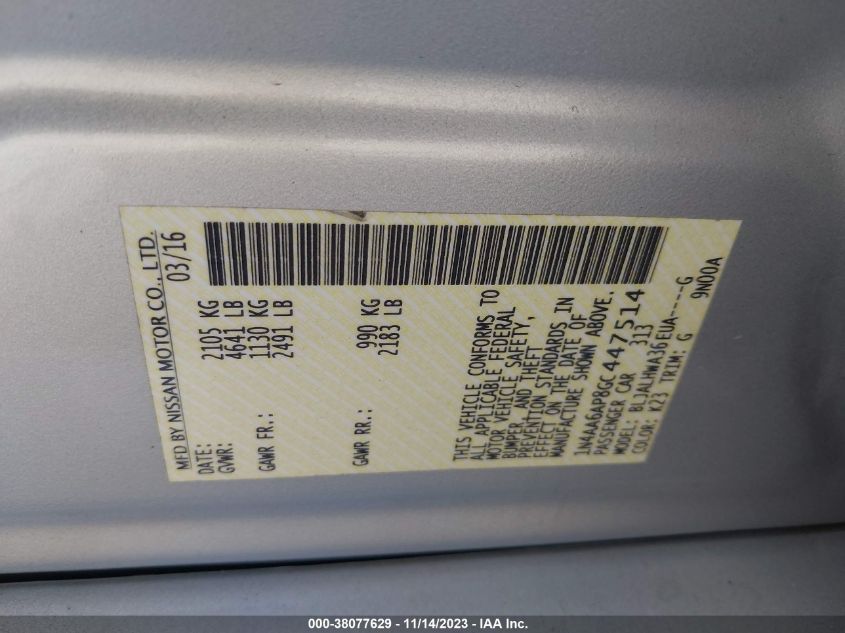 MFD BY NISSAN MOTOR CO., LTD.
DATE: 03/16
GVWR: 2105 KG
4641 LB
GAWR FR.: 1130 KG
2491 LB
GAWR RR.: 990 KG
2183 LB
THIS VEHICLE CONFORMS TO
ALL APPLICABLE FEDERAL
MOTOR VEHICLE SAFETY,
BUMPER, AND THEFT
PREVENTION STANDARDS IN
EFFECT ON THE DATE OF
MANUFACTURE SHOWN ABOVE.
1N4AA6AP8GC447514
PASSENGER CAR 313
MODEL: BLJALHWA36EUA----G
COLOR: K23 TRIM: G 9N00A
000-38077629 - 11/14/2023 - IAA Inc.